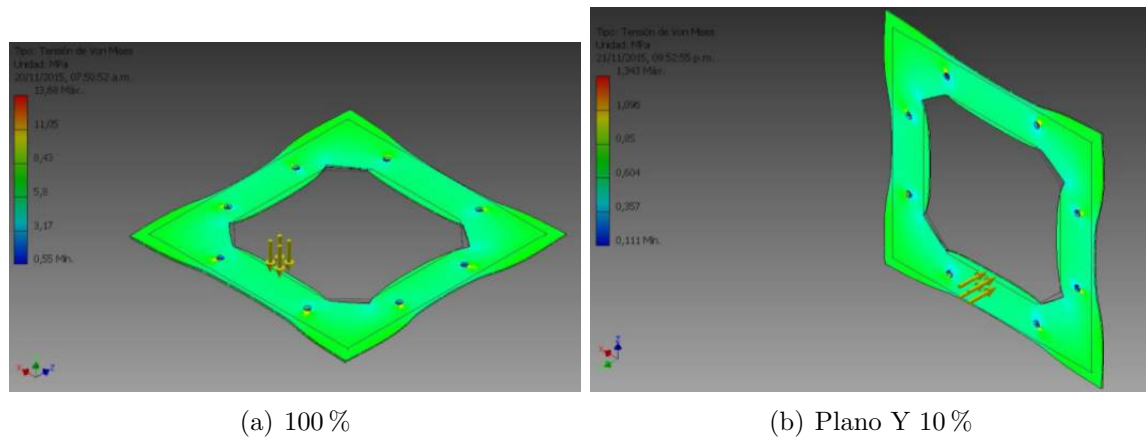 Tipo: Tensión de Von Mises
Unidad: MPa
20/11/2015, 07:50:52 a.m.
13,68 Máx.
11,05
8,43
5,8
3,17
0,55 Mín.
X
Z
(a) 100 %
Tipo: Tensión de Von Mises
Unidad: MPa
21/11/2015, 09:52:55 p.m.
1,343 Máx.
1,096
0,85
0,604
0,357
0,111 Mín.
X
Z
(b) Plano Y 10 %